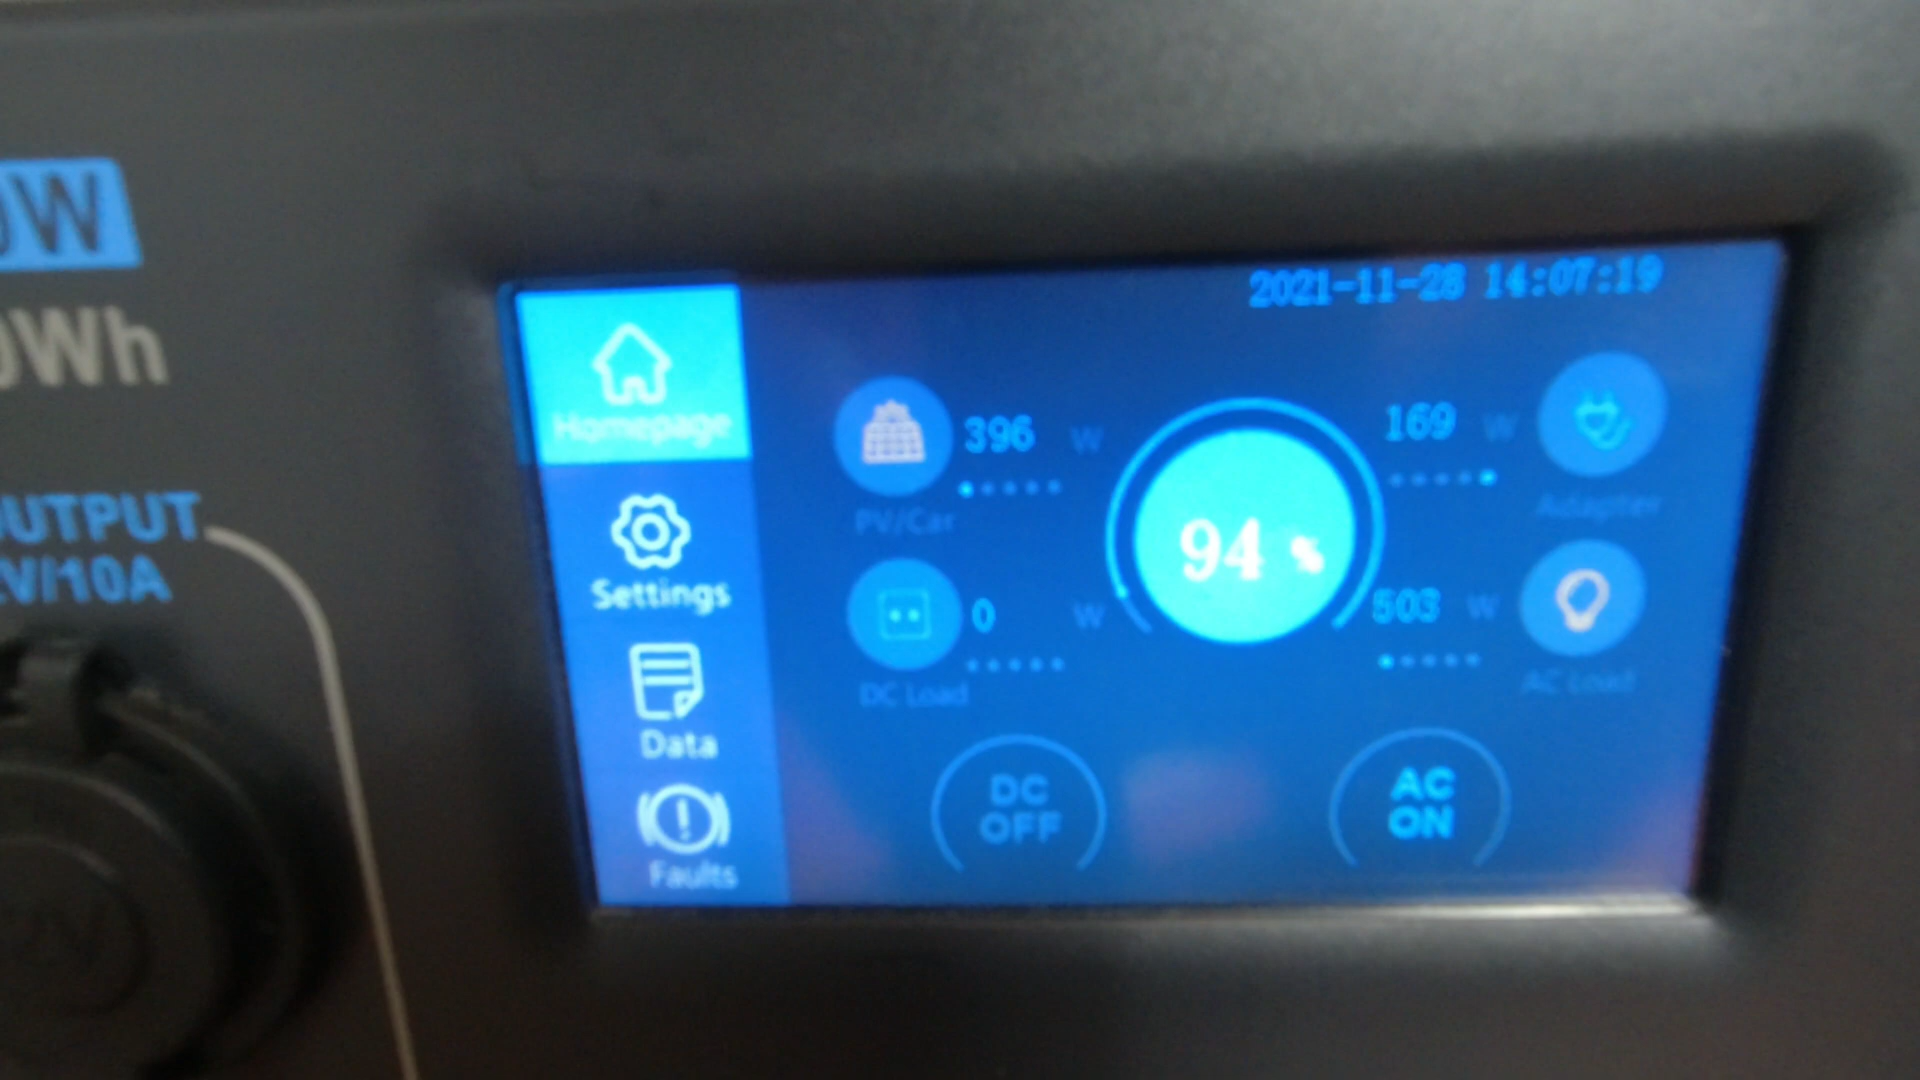 0W
0Wh
OUTPUT
V/10A
2021-11-28 14:07:19
Homepage
Settings
Data
Faults
396 W
PV/Car
0 W
DC Load
94 %
169 W
Adapter
503 W
AC Load
DC
OFF
AC
ON